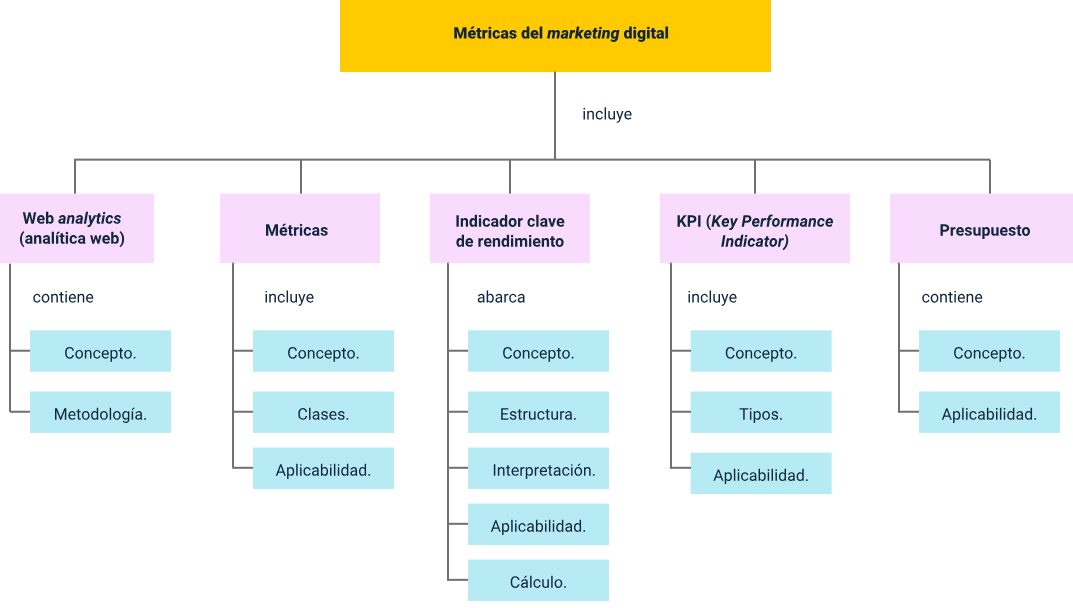 Métricas del marketing digital
incluye
Web analytics
(analítica web)
Métricas
Indicador clave
de rendimiento
KPI (Key Performance
Indicator)
Presupuesto
contiene
incluye
abarca
incluye
contiene
Concepto.
Concepto.
Concepto.
Concepto.
Concepto.
Metodología.
Clases.
Estructura.
Tipos.
Aplicabilidad.
Aplicabilidad.
Interpretación.
Aplicabilidad.
Aplicabilidad.
Cálculo.